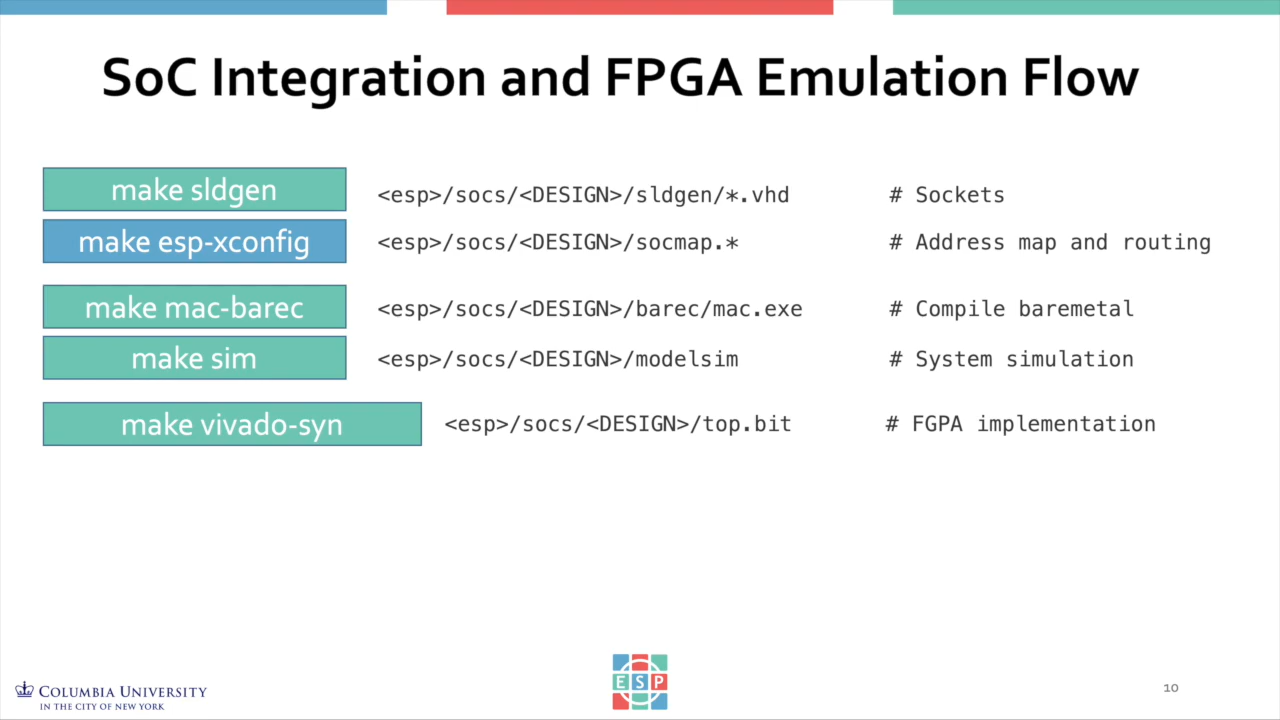 SoC Integration and FPGA Emulation Flow
make sldgen <esp>/socs/<DESIGN>/sldgen/*.vhd # Sockets
make esp-xconfig <esp>/socs/<DESIGN>/socmap.* # Address map and routing
make mac-barec <esp>/socs/<DESIGN>/barec/mac.exe # Compile baremetal
make sim <esp>/socs/<DESIGN>/modelsim # System simulation
make vivado-syn <esp>/socs/<DESIGN>/top.bit # FGPA implementation
COLUMBIA UNIVERSITY
IN THE CITY OF NEW YORK
ESP
10